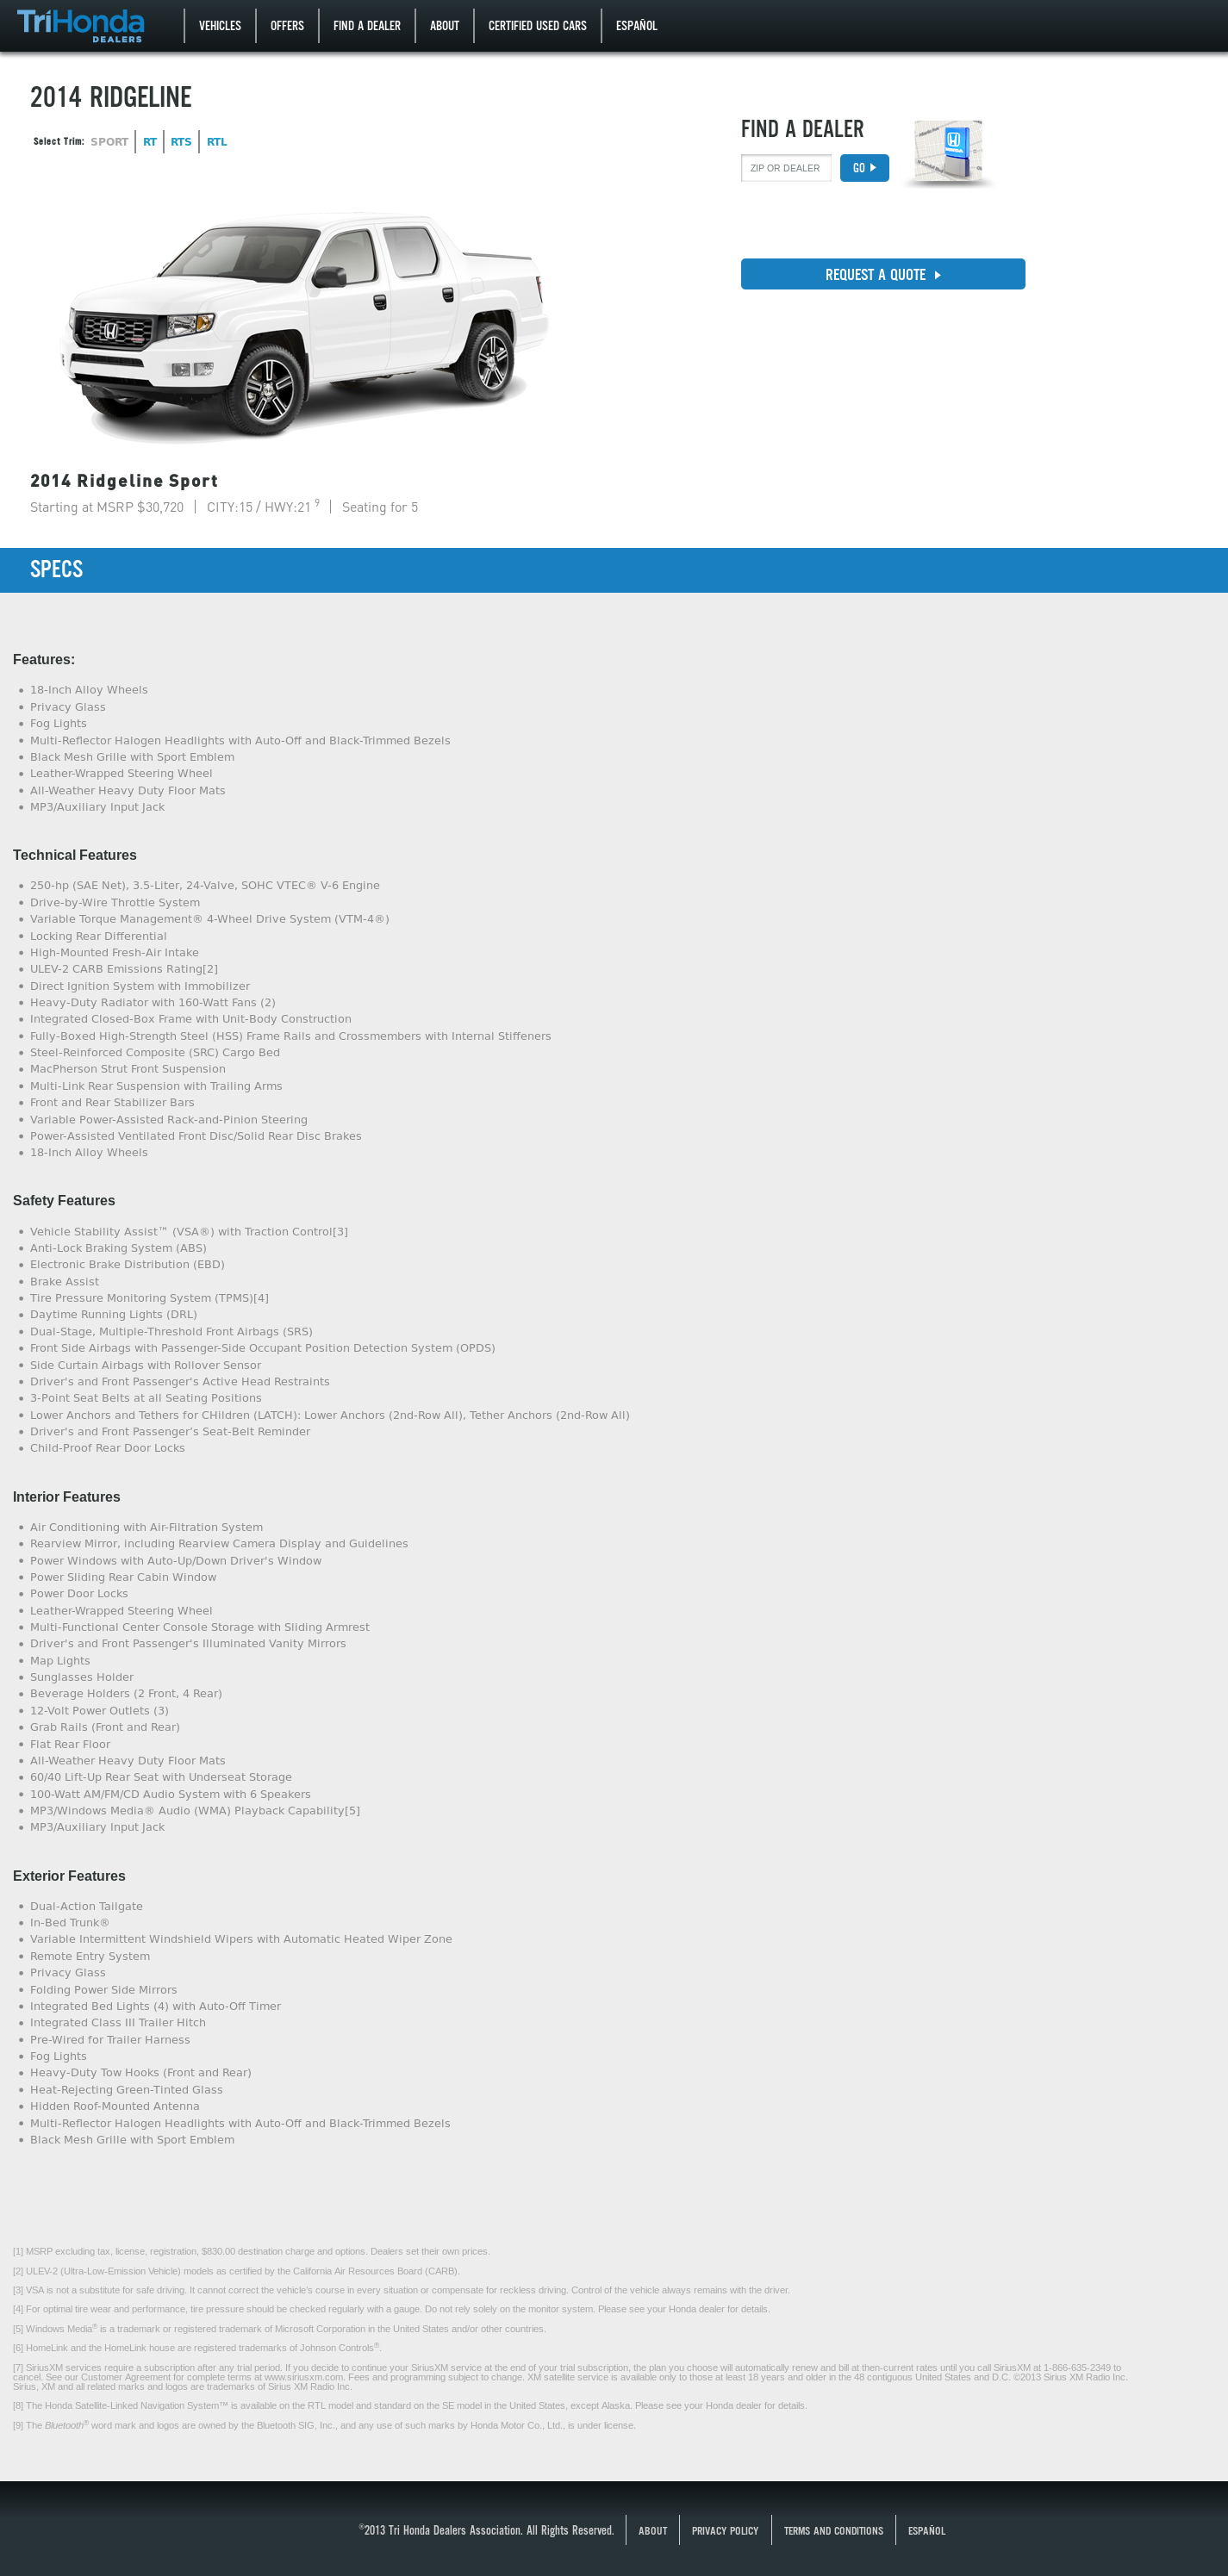 TriHonda
DEALERS
VEHICLES
OFFERS
FIND A DEALER
ABOUT
CERTIFIED USED CARS
ESPAÑOL
2014 RIDGELINE
Select Trim: SPORT RT RTS RTL
FIND A DEALER
ZIP OR DEALER
GO
HONDA
REQUEST A QUOTE
2014 Ridgeline Sport
Starting at MSRP $30,720 | CITY:15 / HWY:21 9 | Seating for 5
SPECS
Features:
18-Inch Alloy Wheels
Privacy Glass
Fog Lights
Multi-Reflector Halogen Headlights with Auto-Off and Black-Trimmed Bezels
Black Mesh Grille with Sport Emblem
Leather-Wrapped Steering Wheel
All-Weather Heavy Duty Floor Mats
MP3/Auxiliary Input Jack
Technical Features
250-hp (SAE Net), 3.5-Liter, 24-Valve, SOHC VTEC® V-6 Engine
Drive-by-Wire Throttle System
Variable Torque Management® 4-Wheel Drive System (VTM-4®)
Locking Rear Differential
High-Mounted Fresh-Air Intake
ULEV-2 CARB Emissions Rating[2]
Direct Ignition System with Immobilizer
Heavy-Duty Radiator with 160-Watt Fans (2)
Integrated Closed-Box Frame with Unit-Body Construction
Fully-Boxed High-Strength Steel (HSS) Frame Rails and Crossmembers with Internal Stiffeners
Steel-Reinforced Composite (SRC) Cargo Bed
MacPherson Strut Front Suspension
Multi-Link Rear Suspension with Trailing Arms
Front and Rear Stabilizer Bars
Variable Power-Assisted Rack-and-Pinion Steering
Power-Assisted Ventilated Front Disc/Solid Rear Disc Brakes
18-Inch Alloy Wheels
Safety Features
Vehicle Stability Assist™ (VSA®) with Traction Control[3]
Anti-Lock Braking System (ABS)
Electronic Brake Distribution (EBD)
Brake Assist
Tire Pressure Monitoring System (TPMS)[4]
Daytime Running Lights (DRL)
Dual-Stage, Multiple-Threshold Front Airbags (SRS)
Front Side Airbags with Passenger-Side Occupant Position Detection System (OPDS)
Side Curtain Airbags with Rollover Sensor
Driver's and Front Passenger's Active Head Restraints
3-Point Seat Belts at all Seating Positions
Lower Anchors and Tethers for CHildren (LATCH): Lower Anchors (2nd-Row All), Tether Anchors (2nd-Row All)
Driver's and Front Passenger's Seat-Belt Reminder
Child-Proof Rear Door Locks
Interior Features
Air Conditioning with Air-Filtration System
Rearview Mirror, including Rearview Camera Display and Guidelines
Power Windows with Auto-Up/Down Driver's Window
Power Sliding Rear Cabin Window
Power Door Locks
Leather-Wrapped Steering Wheel
Multi-Functional Center Console Storage with Sliding Armrest
Driver's and Front Passenger's Illuminated Vanity Mirrors
Map Lights
Sunglasses Holder
Beverage Holders (2 Front, 4 Rear)
12-Volt Power Outlets (3)
Grab Rails (Front and Rear)
Flat Rear Floor
All-Weather Heavy Duty Floor Mats
60/40 Lift-Up Rear Seat with Underseat Storage
100-Watt AM/FM/CD Audio System with 6 Speakers
MP3/Windows Media® Audio (WMA) Playback Capability[5]
MP3/Auxiliary Input Jack
Exterior Features
Dual-Action Tailgate
In-Bed Trunk®
Variable Intermittent Windshield Wipers with Automatic Heated Wiper Zone
Remote Entry System
Privacy Glass
Folding Power Side Mirrors
Integrated Bed Lights (4) with Auto-Off Timer
Integrated Class III Trailer Hitch
Pre-Wired for Trailer Harness
Fog Lights
Heavy-Duty Tow Hooks (Front and Rear)
Heat-Rejecting Green-Tinted Glass
Hidden Roof-Mounted Antenna
Multi-Reflector Halogen Headlights with Auto-Off and Black-Trimmed Bezels
Black Mesh Grille with Sport Emblem
[1] MSRP excluding tax, license, registration, $830.00 destination charge and options. Dealers set their own prices.
[2] ULEV-2 (Ultra-Low-Emission Vehicle) models as certified by the California Air Resources Board (CARB).
[3] VSA is not a substitute for safe driving. It cannot correct the vehicle's course in every situation or compensate for reckless driving. Control of the vehicle always remains with the driver.
[4] For optimal tire wear and performance, tire pressure should be checked regularly with a gauge. Do not rely solely on the monitor system. Please see your Honda dealer for details.
[5] Windows Media® is a trademark or registered trademark of Microsoft Corporation in the United States and/or other countries.
[6] HomeLink and the HomeLink house are registered trademarks of Johnson Controls®.
[7] SiriusXM services require a subscription after any trial period. If you decide to continue your SiriusXM service at the end of your trial subscription, the plan you choose will automatically renew and bill at then-current rates until you call SiriusXM at 1-866-635-2349 to
cancel. See our Customer Agreement for complete terms at www.siriusxm.com. Fees and programming subject to change. XM satellite service is available only to those at least 18 years and older in the 48 contiguous United States and D.C. ©2013 Sirius XM Radio Inc.
Sirius, XM and all related marks and logos are trademarks of Sirius XM Radio Inc.
[8] The Honda Satellite-Linked Navigation System™ is available on the RTL model and standard on the SE model in the United States, except Alaska. Please see your Honda dealer for details.
[9] The Bluetooth® word mark and logos are owned by the Bluetooth SIG, Inc., and any use of such marks by Honda Motor Co., Ltd., is under license.
®2013 Tri Honda Dealers Association. All Rights Reserved.
ABOUT
PRIVACY POLICY
TERMS AND CONDITIONS
ESPAÑOL